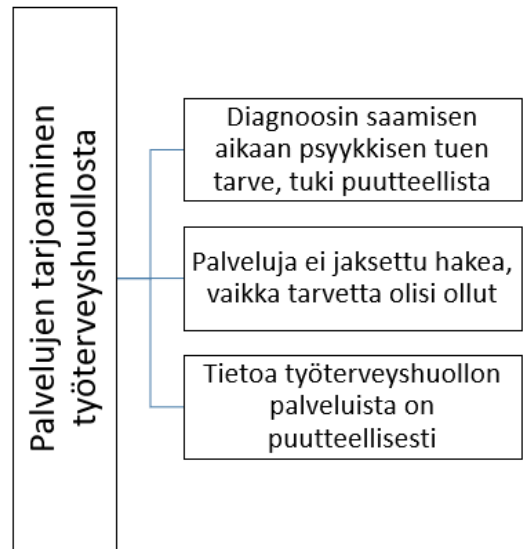 Palvelujen tarjoaminen
työterveyshuollosta
Diagnoosin saamisen
aikaan psyykkisen tuen
tarve, tuki puutteellista
Palveluja ei jaksettu hakea,
vaikka tarvetta olisi ollut
Tietoa työterveyshuollon
palveluista on
puutteellisesti